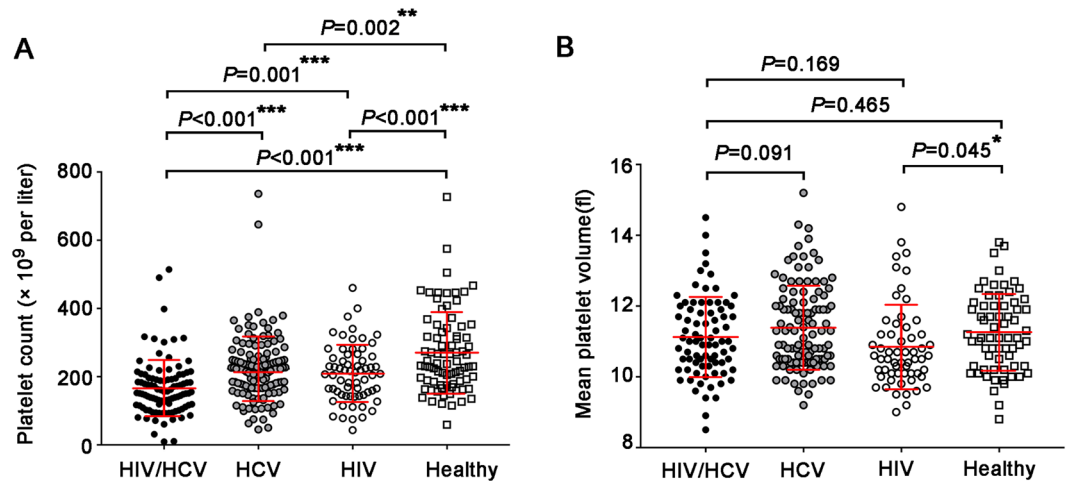 A
P=0.002**
P=0.001***
P<0.001***
P<0.001***
P<0.001***
Platelet count (× 10⁹ per liter)
800
600
400
200
0
HIV/HCV
HCV
HIV
Healthy
B
P=0.169
P=0.465
P=0.091
P=0.045*
Mean platelet volume(fl)
16
14
12
10
8
HIV/HCV
HCV
HIV
Healthy